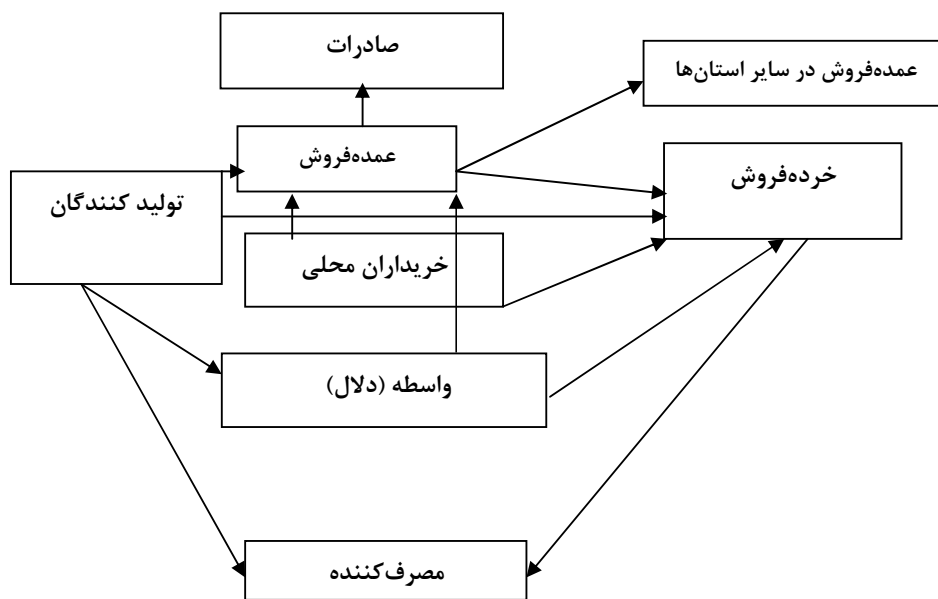 صادرات
عمده‌فروش در سایر استان‌ها
عمده‌فروش
خرده‌فروش
تولید کنندگان
خریداران محلی
واسطه (دلال)
مصرف‌کننده